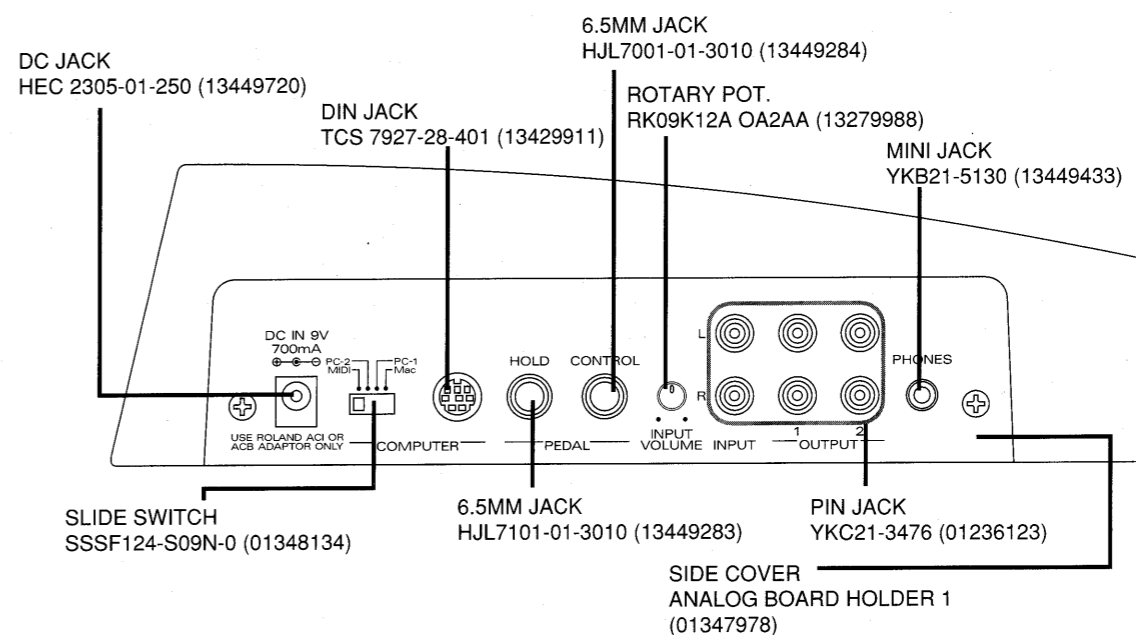 6.5MM JACK
HJL7001-01-3010 (13449284)
DC JACK
HEC 2305-01-250 (13449720)
ROTARY POT.
RK09K12A OA2AA (13279988)
DIN JACK
TCS 7927-28-401 (13429911)
MINI JACK
YKB21-5130 (13449433)
DC IN 9V
700mA
PC-2
MIDI
PC-1
Mac
HOLD
CONTROL
L
R
PHONES
USE ROLAND ACI OR
ACB ADAPTOR ONLY
COMPUTER
PEDAL
INPUT
VOLUME
INPUT
1
2
OUTPUT
SLIDE SWITCH
SSSF124-S09N-0 (01348134)
6.5MM JACK
HJL7101-01-3010 (13449283)
PIN JACK
YKC21-3476 (01236123)
SIDE COVER
ANALOG BOARD HOLDER 1
(01347978)